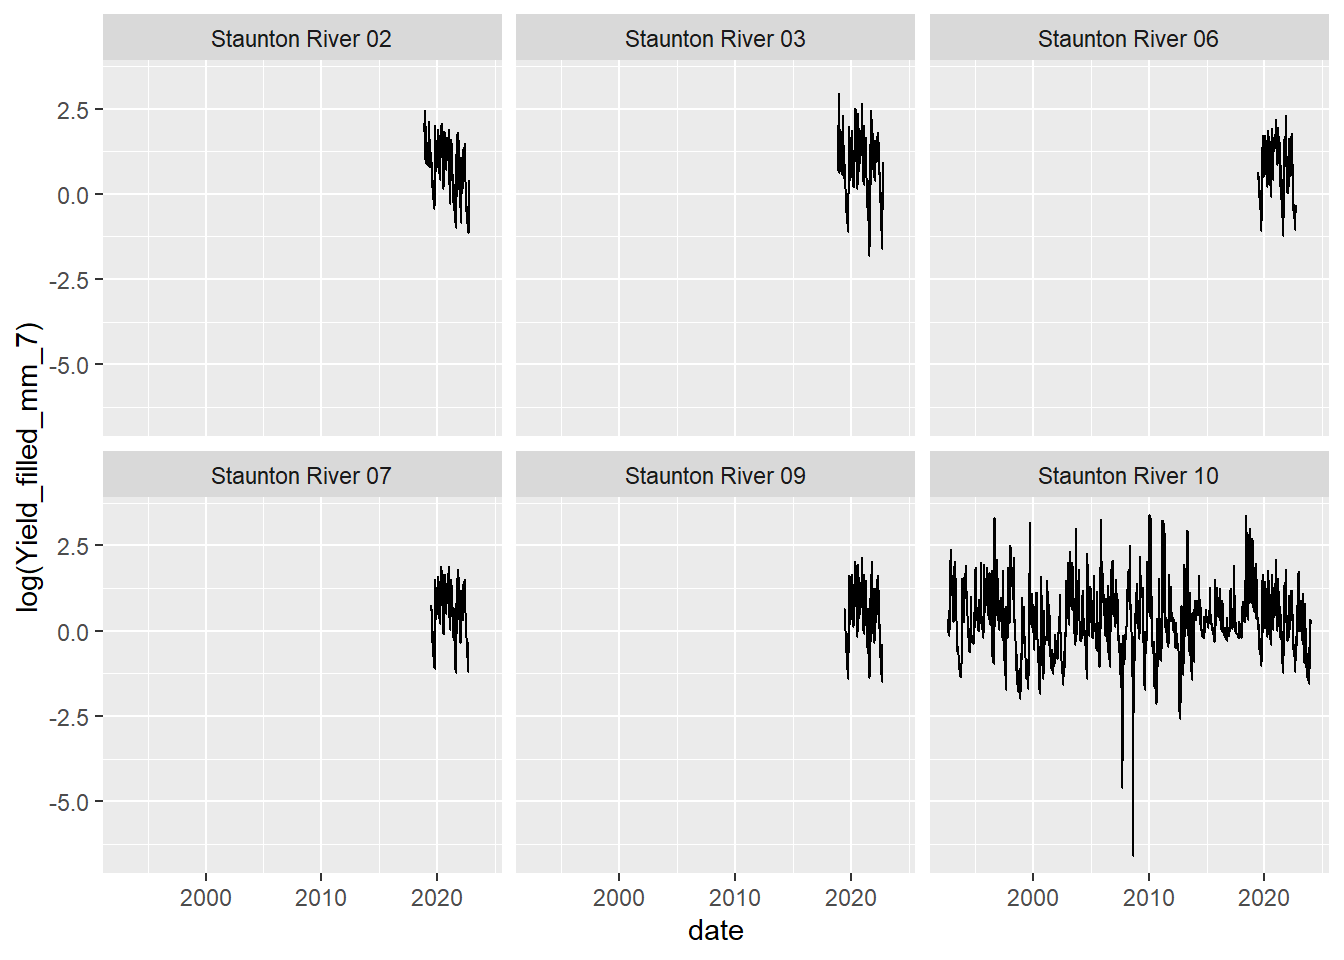 Staunton River 02
Staunton River 03
Staunton River 06
2.5
0.0
-2.5
-5.0
log(Yield_filled_mm_7)
Staunton River 07
Staunton River 09
Staunton River 10
2.5
0.0
-2.5
-5.0
2000
2010
2020
2000
2010
2020
2000
2010
2020
date